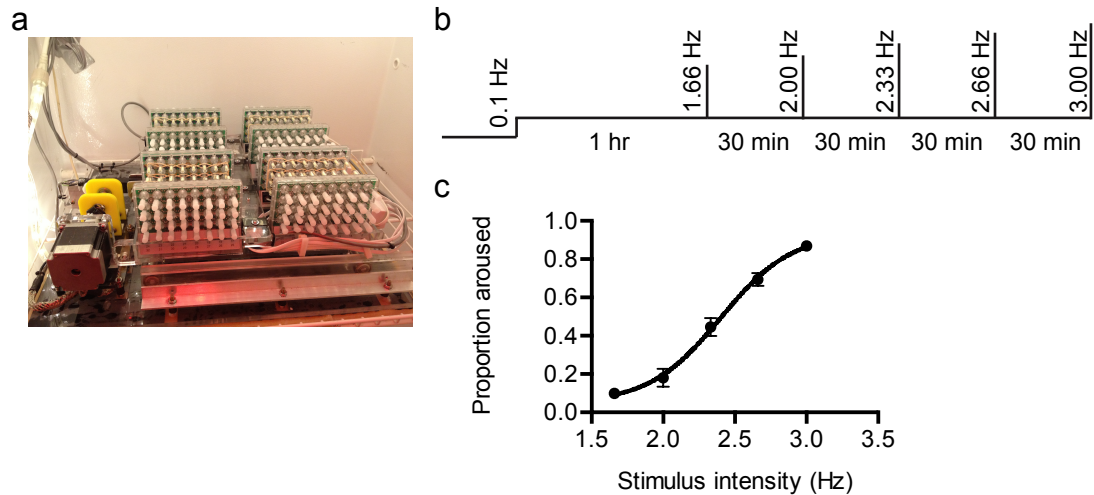 a
b
0.1 Hz
1.66 Hz
2.00 Hz
2.33 Hz
2.66 Hz
3.00 Hz
1 hr
30 min
30 min
30 min
30 min
c
Proportion aroused
1.0
0.8
0.6
0.4
0.2
0.0
1.5
2.0
2.5
3.0
3.5
Stimulus intensity (Hz)